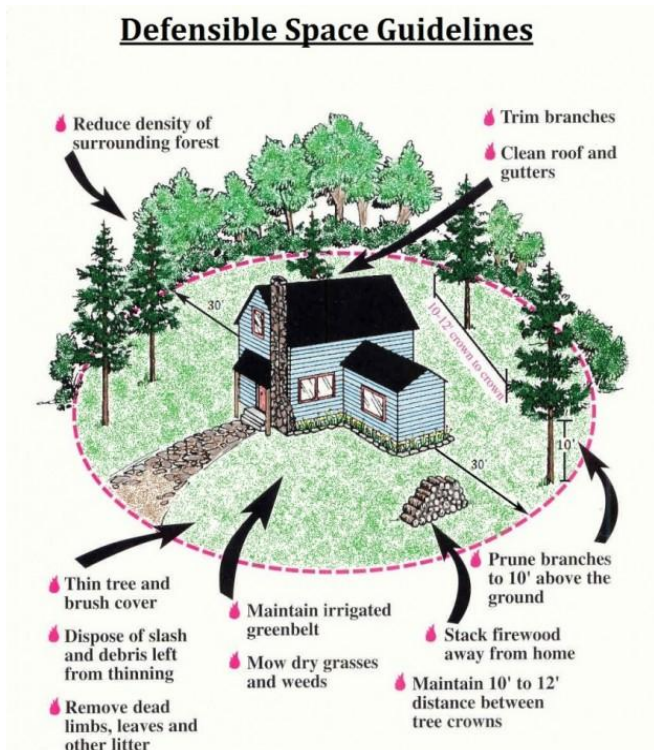 Defensible Space Guidelines
Reduce density of
surrounding forest
Trim branches
Clean roof and
gutters
30'
10-12' crown to crown
10'
30'
Thin tree and
brush cover
Dispose of slash
and debris left
from thinning
Remove dead
limbs, leaves and
other litter
Maintain irrigated
greenbelt
Mow dry grasses
and weeds
Prune branches
to 10' above the
ground
Stack firewood
away from home
Maintain 10' to 12'
distance between
tree crowns